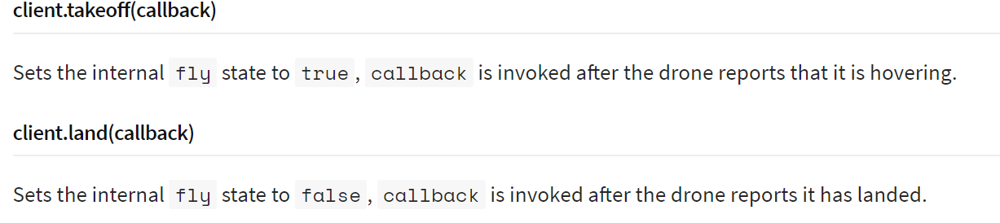 client.takeoff(callback)
Sets the internal fly state to true, callback is invoked after the drone reports that it is hovering.
client.land(callback)
Sets the internal fly state to false, callback is invoked after the drone reports it has landed.